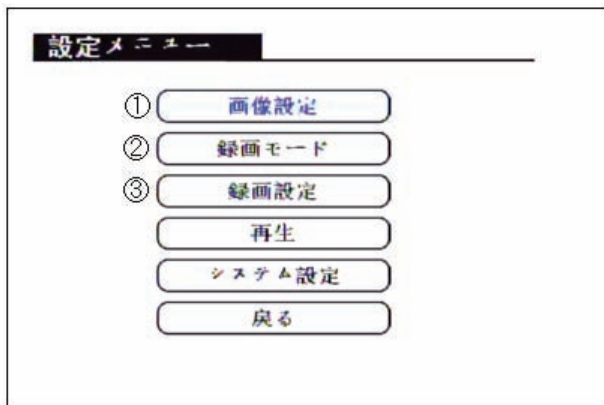 設定メニュー
① 画像設定
② 録画モード
③ 録画設定
再生
システム設定
戻る